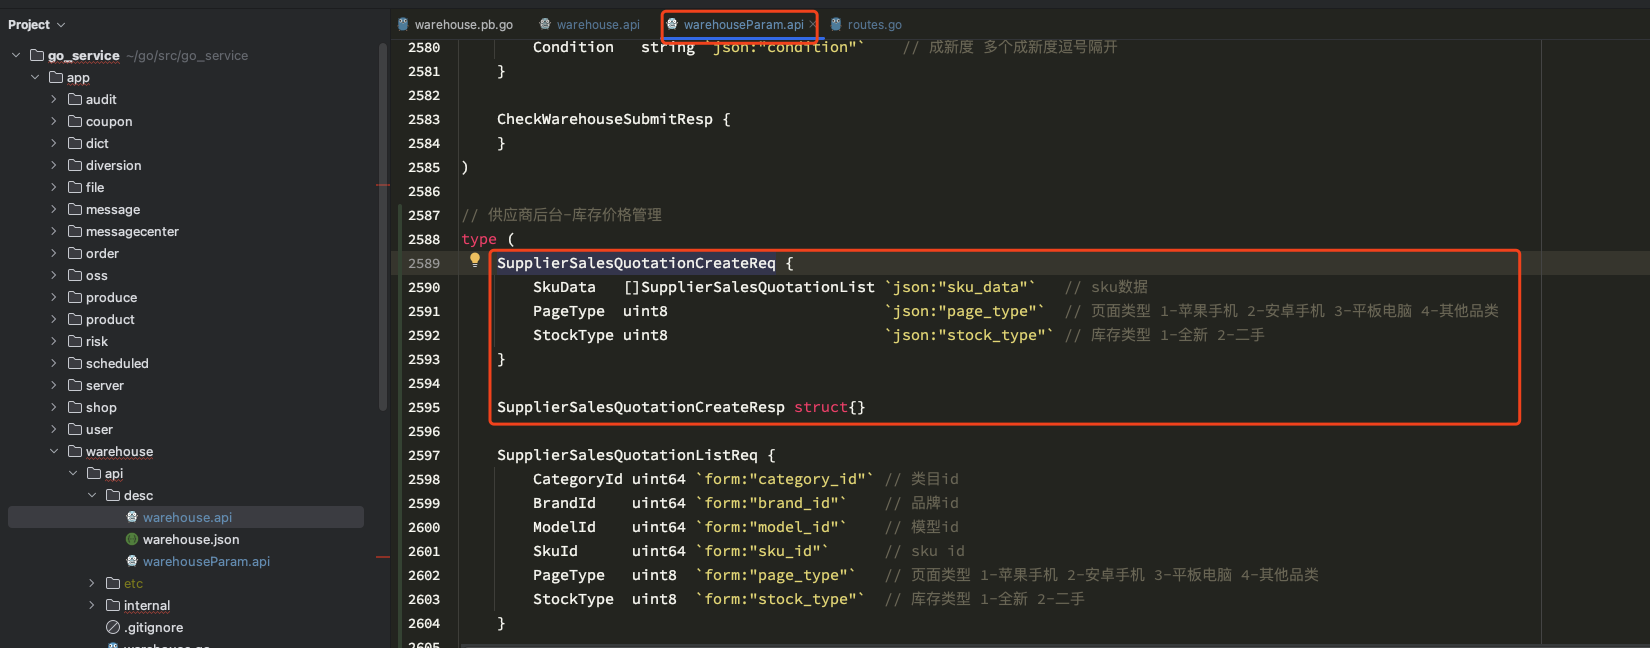 Project
warehouse.pb.go
warehouse.api
warehouseParam.api
routes.go
go_service ~/go/src/go_service
app
audit
coupon
dict
diversion
file
message
messagecenter
order
oss
produce
product
risk
scheduled
server
shop
user
warehouse
api
desc
warehouse.api
warehouse.json
warehouseParam.api
etc
internal
.gitignore
warehouse.go
2580 Condition string `json:"condition"` // 成新度 多个成新度逗号隔开
2581 }
2582
2583 CheckWarehouseSubmitResp {
2584 }
2585 )
2586
2587 // 供应商后台-库存价格管理
2588 type (
2589 SupplierSalesQuotationCreateReq {
2590 SkuData []SupplierSalesQuotationList `json:"sku_data"` // sku数据
2591 PageType uint8 `json:"page_type"` // 页面类型 1-苹果手机 2-安卓手机 3-平板电脑 4-其他品类
2592 StockType uint8 `json:"stock_type"` // 库存类型 1-全新 2-二手
2593 }
2594
2595 SupplierSalesQuotationCreateResp struct{}
2596
2597 SupplierSalesQuotationListReq {
2598 CategoryId uint64 `form:"category_id"` // 类目id
2599 BrandId uint64 `form:"brand_id"` // 品牌id
2600 ModelId uint64 `form:"model_id"` // 模型id
2601 SkuId uint64 `form:"sku_id"` // sku id
2602 PageType uint8 `form:"page_type"` // 页面类型 1-苹果手机 2-安卓手机 3-平板电脑 4-其他品类
2603 StockType uint8 `form:"stock_type"` // 库存类型 1-全新 2-二手
2604 }
2605